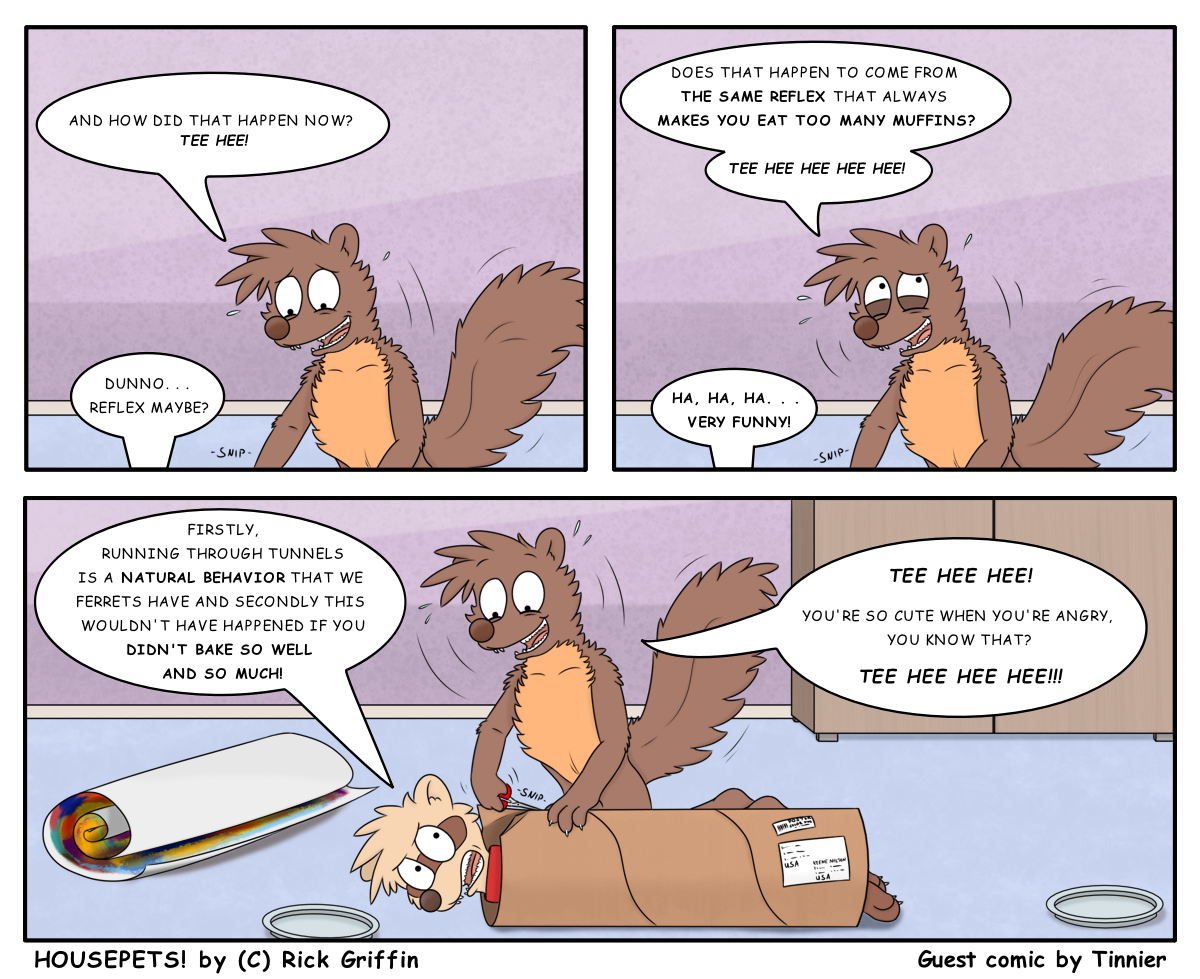 AND HOW DID THAT HAPPEN NOW?
TEE HEE!
DUNNO. . .
REFLEX MAYBE?
-SNIP-
DOES THAT HAPPEN TO COME FROM
THE SAME REFLEX THAT ALWAYS
MAKES YOU EAT TOO MANY MUFFINS?
TEE HEE HEE HEE HEE!
HA, HA, HA. . .
VERY FUNNY!
-SNIP-
FIRSTLY,
RUNNING THROUGH TUNNELS
IS A NATURAL BEHAVIOR THAT WE
FERRETS HAVE AND SECONDLY THIS
WOULDN'T HAVE HAPPENED IF YOU
DIDN'T BAKE SO WELL
AND SO MUCH!
TEE HEE HEE!
YOU'RE SO CUTE WHEN YOU'RE ANGRY,
YOU KNOW THAT?
TEE HEE HEE HEE!!!
-SNIP-
USA
KEENE MILTON
USA
HOUSEPETS! by (C) Rick Griffin
Guest comic by Tinnier